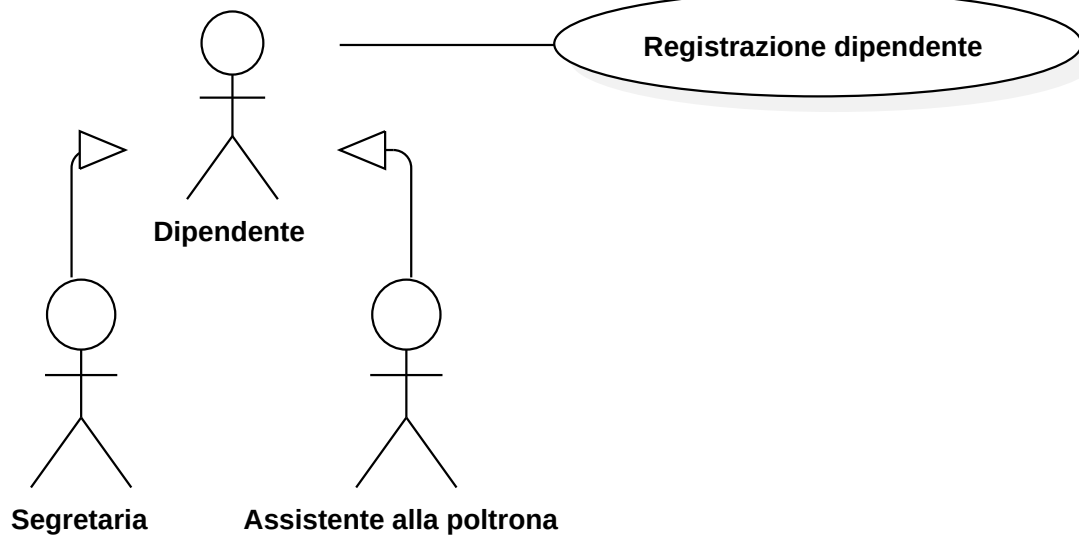 Registrazione dipendente
Dipendente
Segretaria
Assistente alla poltrona